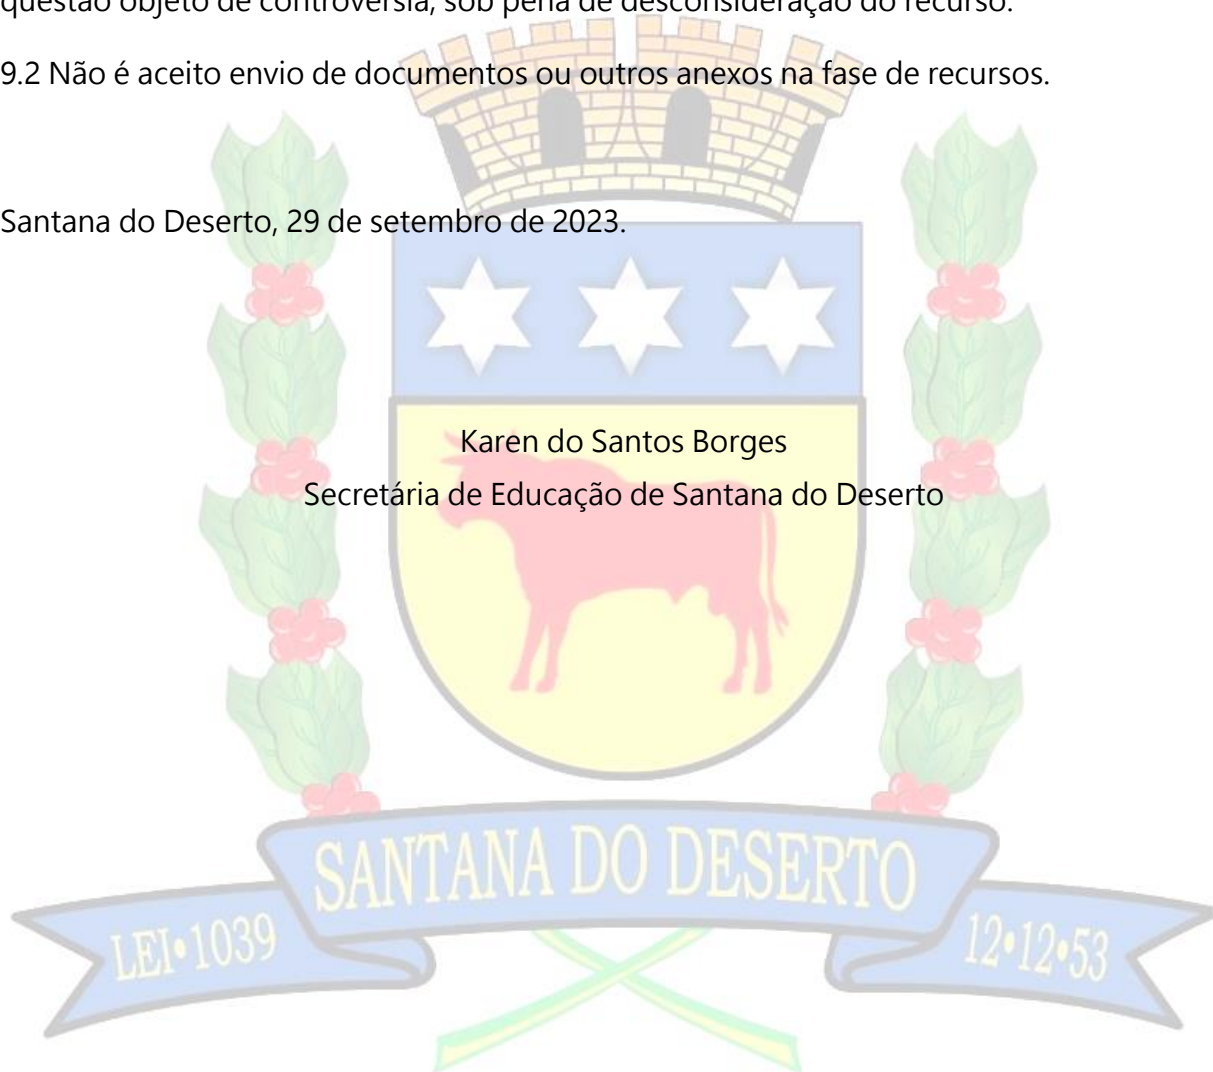 questão objeto de controvérsia, sob pena de desconsideração do recurso.
9.2 Não é aceito envio de documentos ou outros anexos na fase de recursos.
Santana do Deserto, 29 de setembro de 2023.
Karen do Santos Borges
Secretária de Educação de Santana do Deserto
SANTANA DO DESERTO
LEI•1039
12•12•53